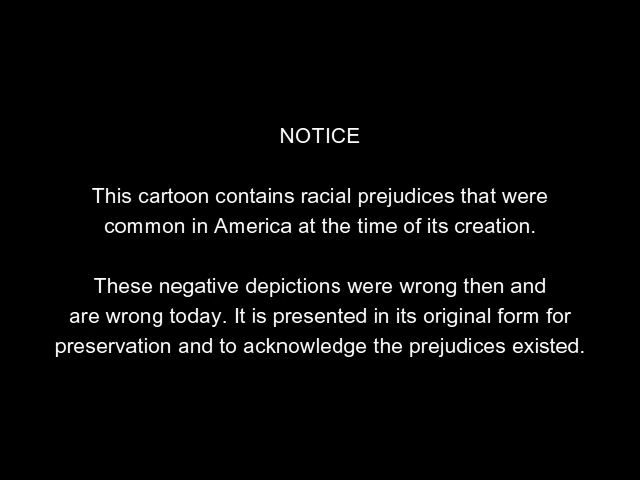 NOTICE
This cartoon contains racial prejudices that were
common in America at the time of its creation.
These negative depictions were wrong then and
are wrong today. It is presented in its original form for
preservation and to acknowledge the prejudices existed.